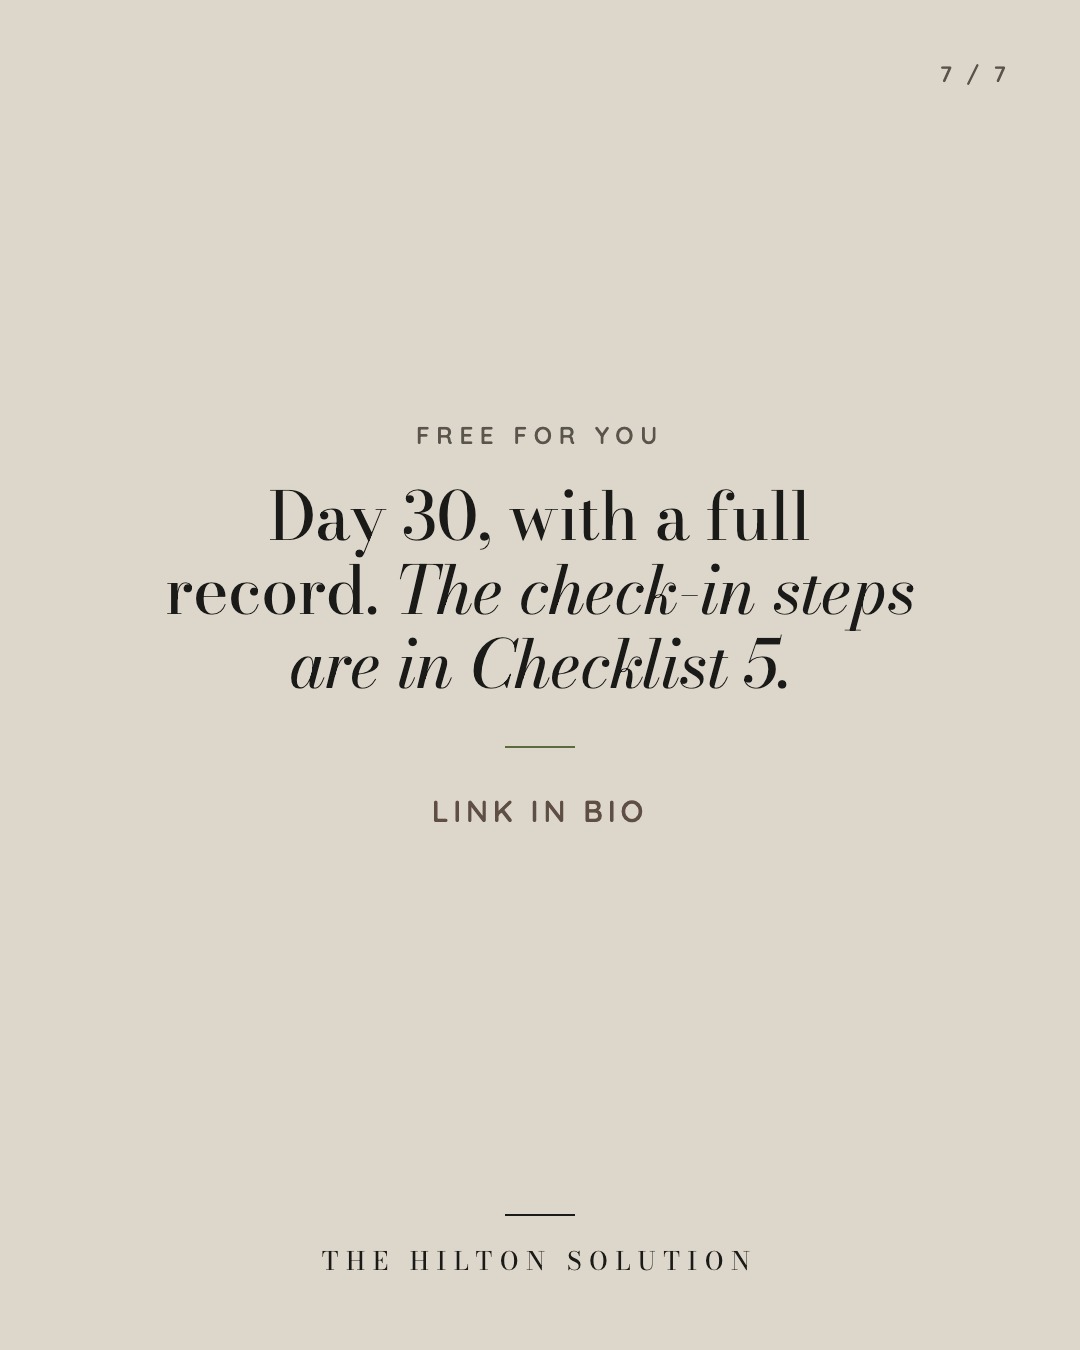 7 / 7
FREE FOR YOU
Day 30, with a full
record. The check-in steps
are in Checklist 5.
LINK IN BIO
THE HILTON SOLUTION